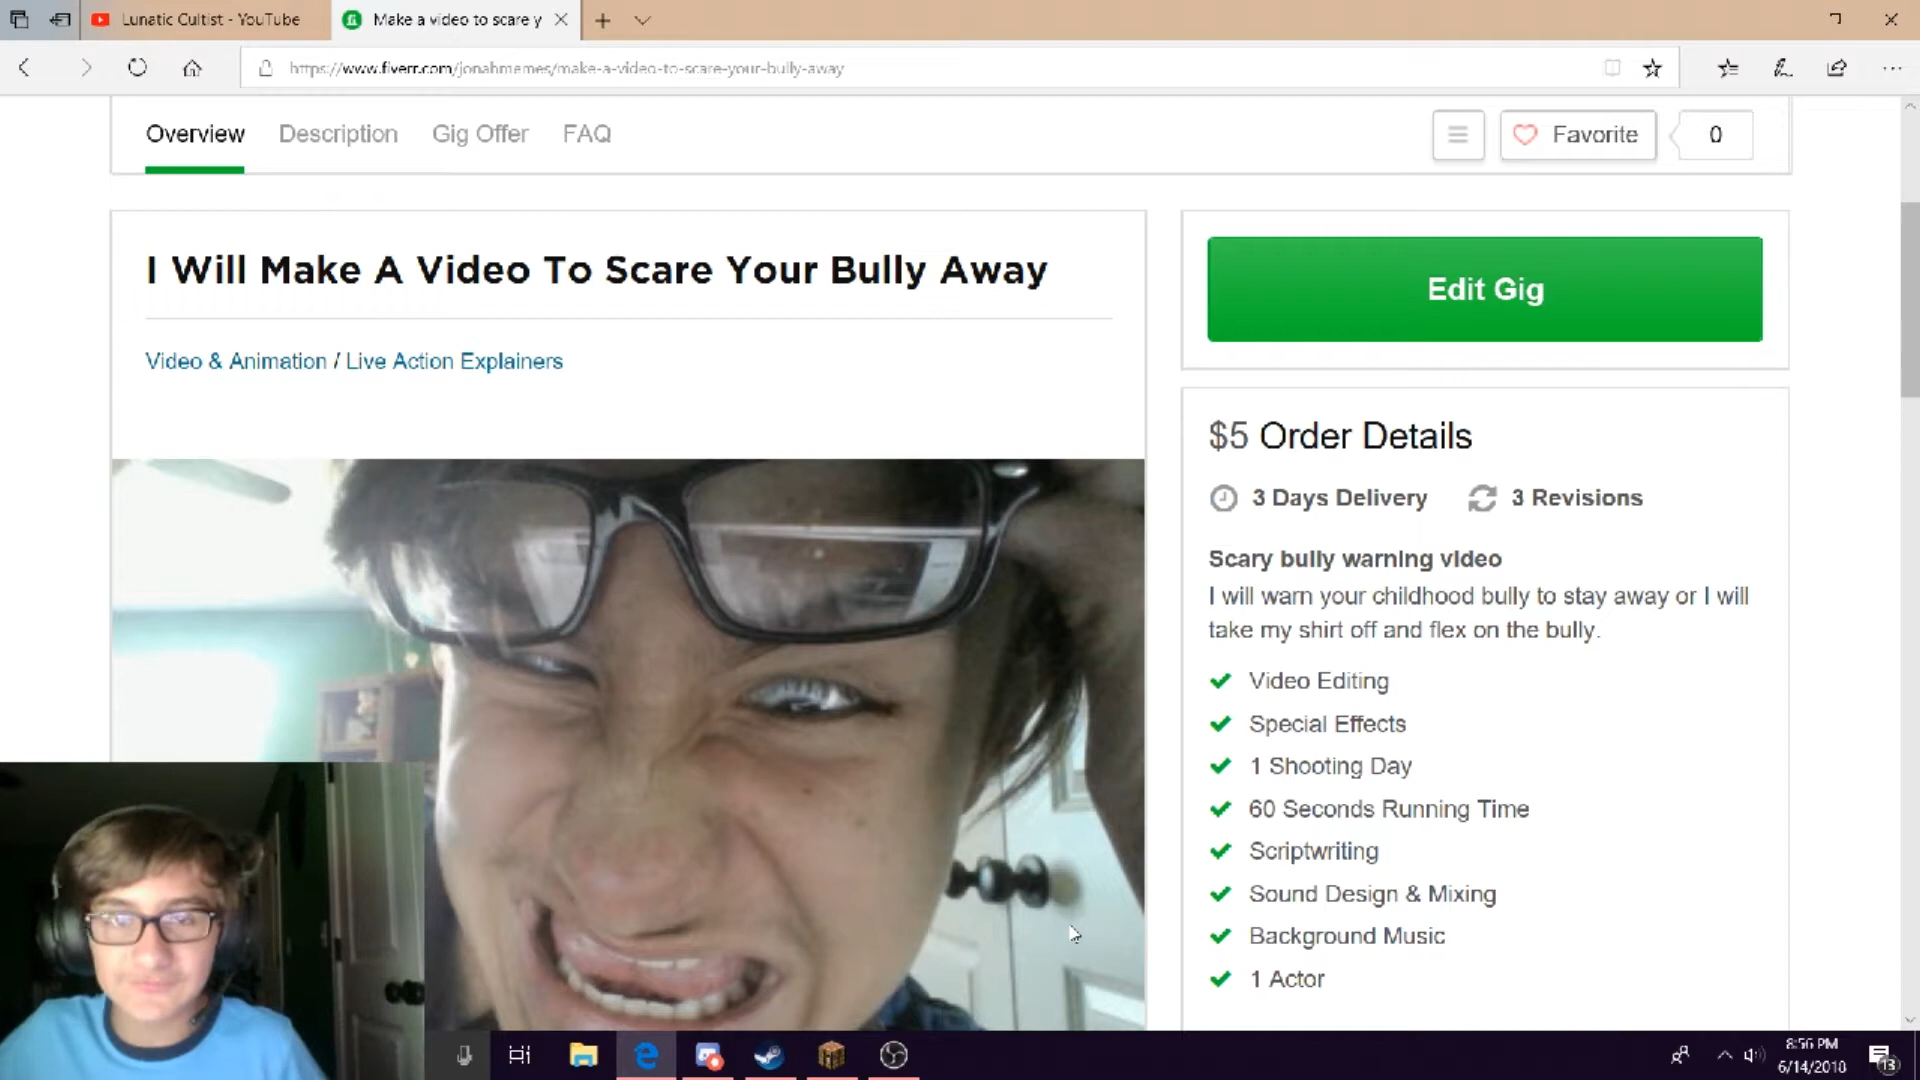 Lunatic Cultist - YouTube
Make a video to scare y
https://www.fiverr.com/jonahmemes/make-a-video-to-scare-your-bully-away
Overview Description Gig Offer FAQ
Favorite 0
I Will Make A Video To Scare Your Bully Away
Video & Animation / Live Action Explainers
Edit Gig
$5 Order Details
3 Days Delivery 3 Revisions
Scary bully warning video
I will warn your childhood bully to stay away or I will
take my shirt off and flex on the bully.
Video Editing
Special Effects
1 Shooting Day
60 Seconds Running Time
Scriptwriting
Sound Design & Mixing
Background Music
1 Actor
8:56 PM
6/14/2018
13